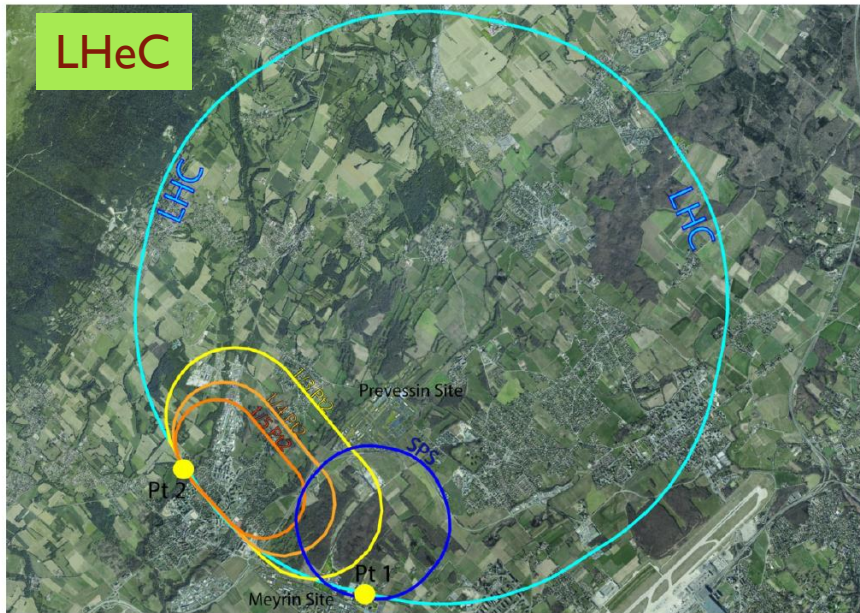 LHeC
LHC
LHC
Prevessin Site
SPS
Pt 2
Pt 1
Meyrin Site